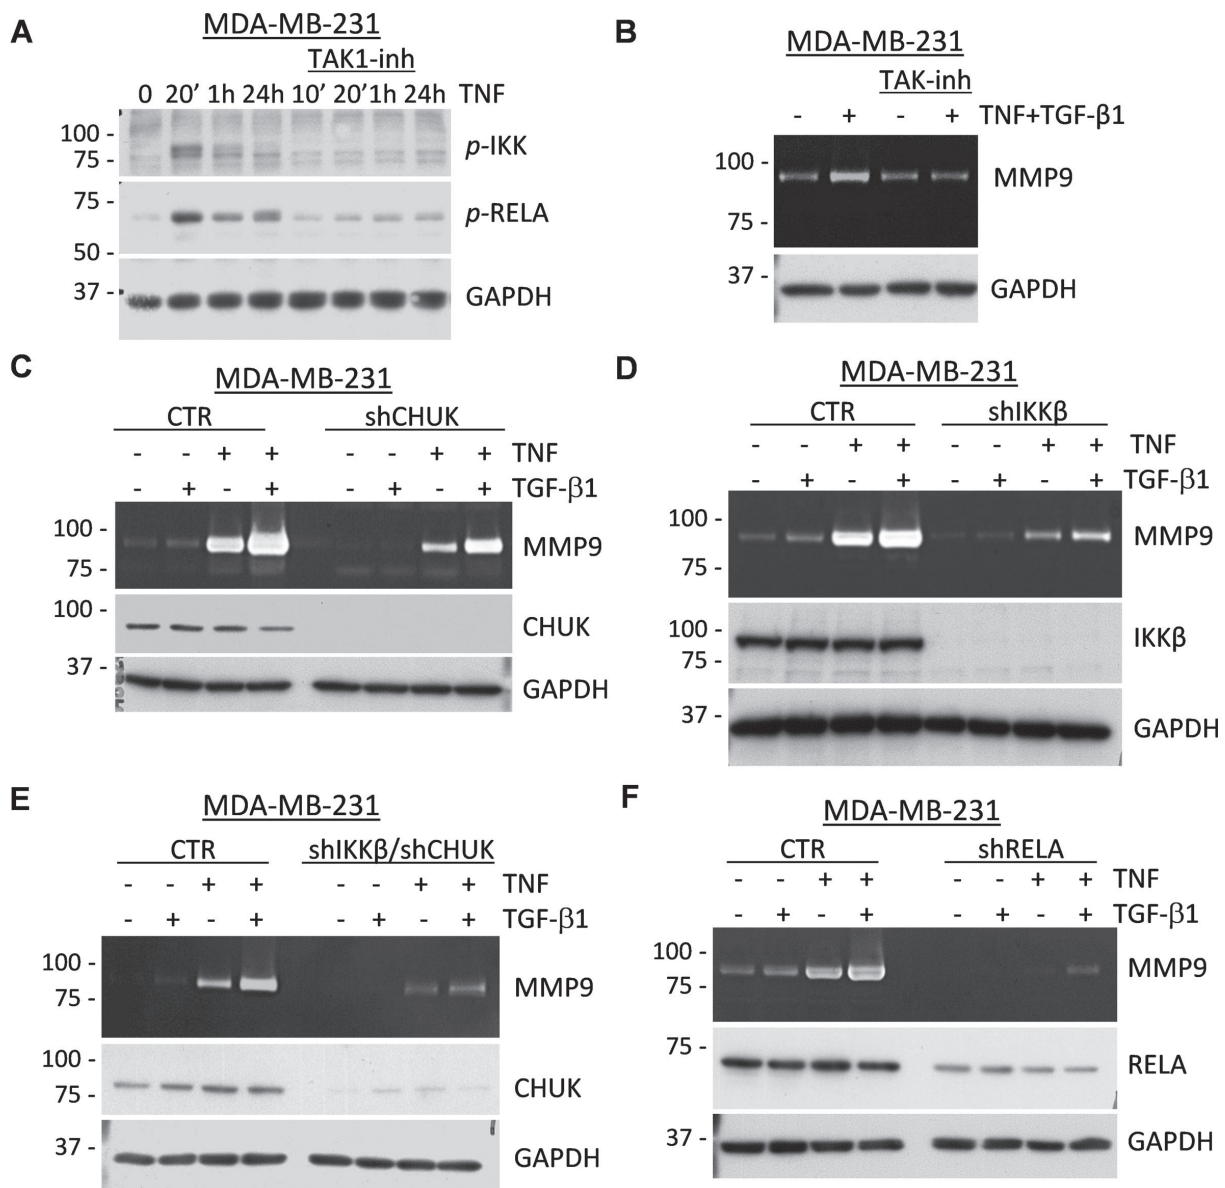 A
MDA-MB-231
TAK1-inh
0 20’ 1h 24h 10’ 20’1h 24h TNF
100 -
75 -
p-IKK
75 -
p-RELA
50 -
37 -
GAPDH
B
MDA-MB-231
TAK-inh
- + - + TNF+TGF-β1
100 -
MMP9
75 -
37 -
GAPDH
C
MDA-MB-231
CTR shCHUK
- - + + - - + + TNF
- + - + - + - + TGF-β1
100 -
MMP9
75 -
100 -
CHUK
37 -
GAPDH
D
MDA-MB-231
CTR shIKKβ
- - + + - - + + TNF
- + - + - + - + TGF-β1
100 -
MMP9
75 -
100 -
IKKβ
75 -
37 -
GAPDH
E
MDA-MB-231
CTR shIKKβ/shCHUK
- - + + - - + + TNF
- + - + - + - + TGF-β1
100 -
MMP9
75 -
100 -
CHUK
75 -
37 -
GAPDH
F
MDA-MB-231
CTR shRELA
- - + + - - + + TNF
- + - + - + - + TGF-β1
100 -
MMP9
75 -
75 -
RELA
37 -
GAPDH